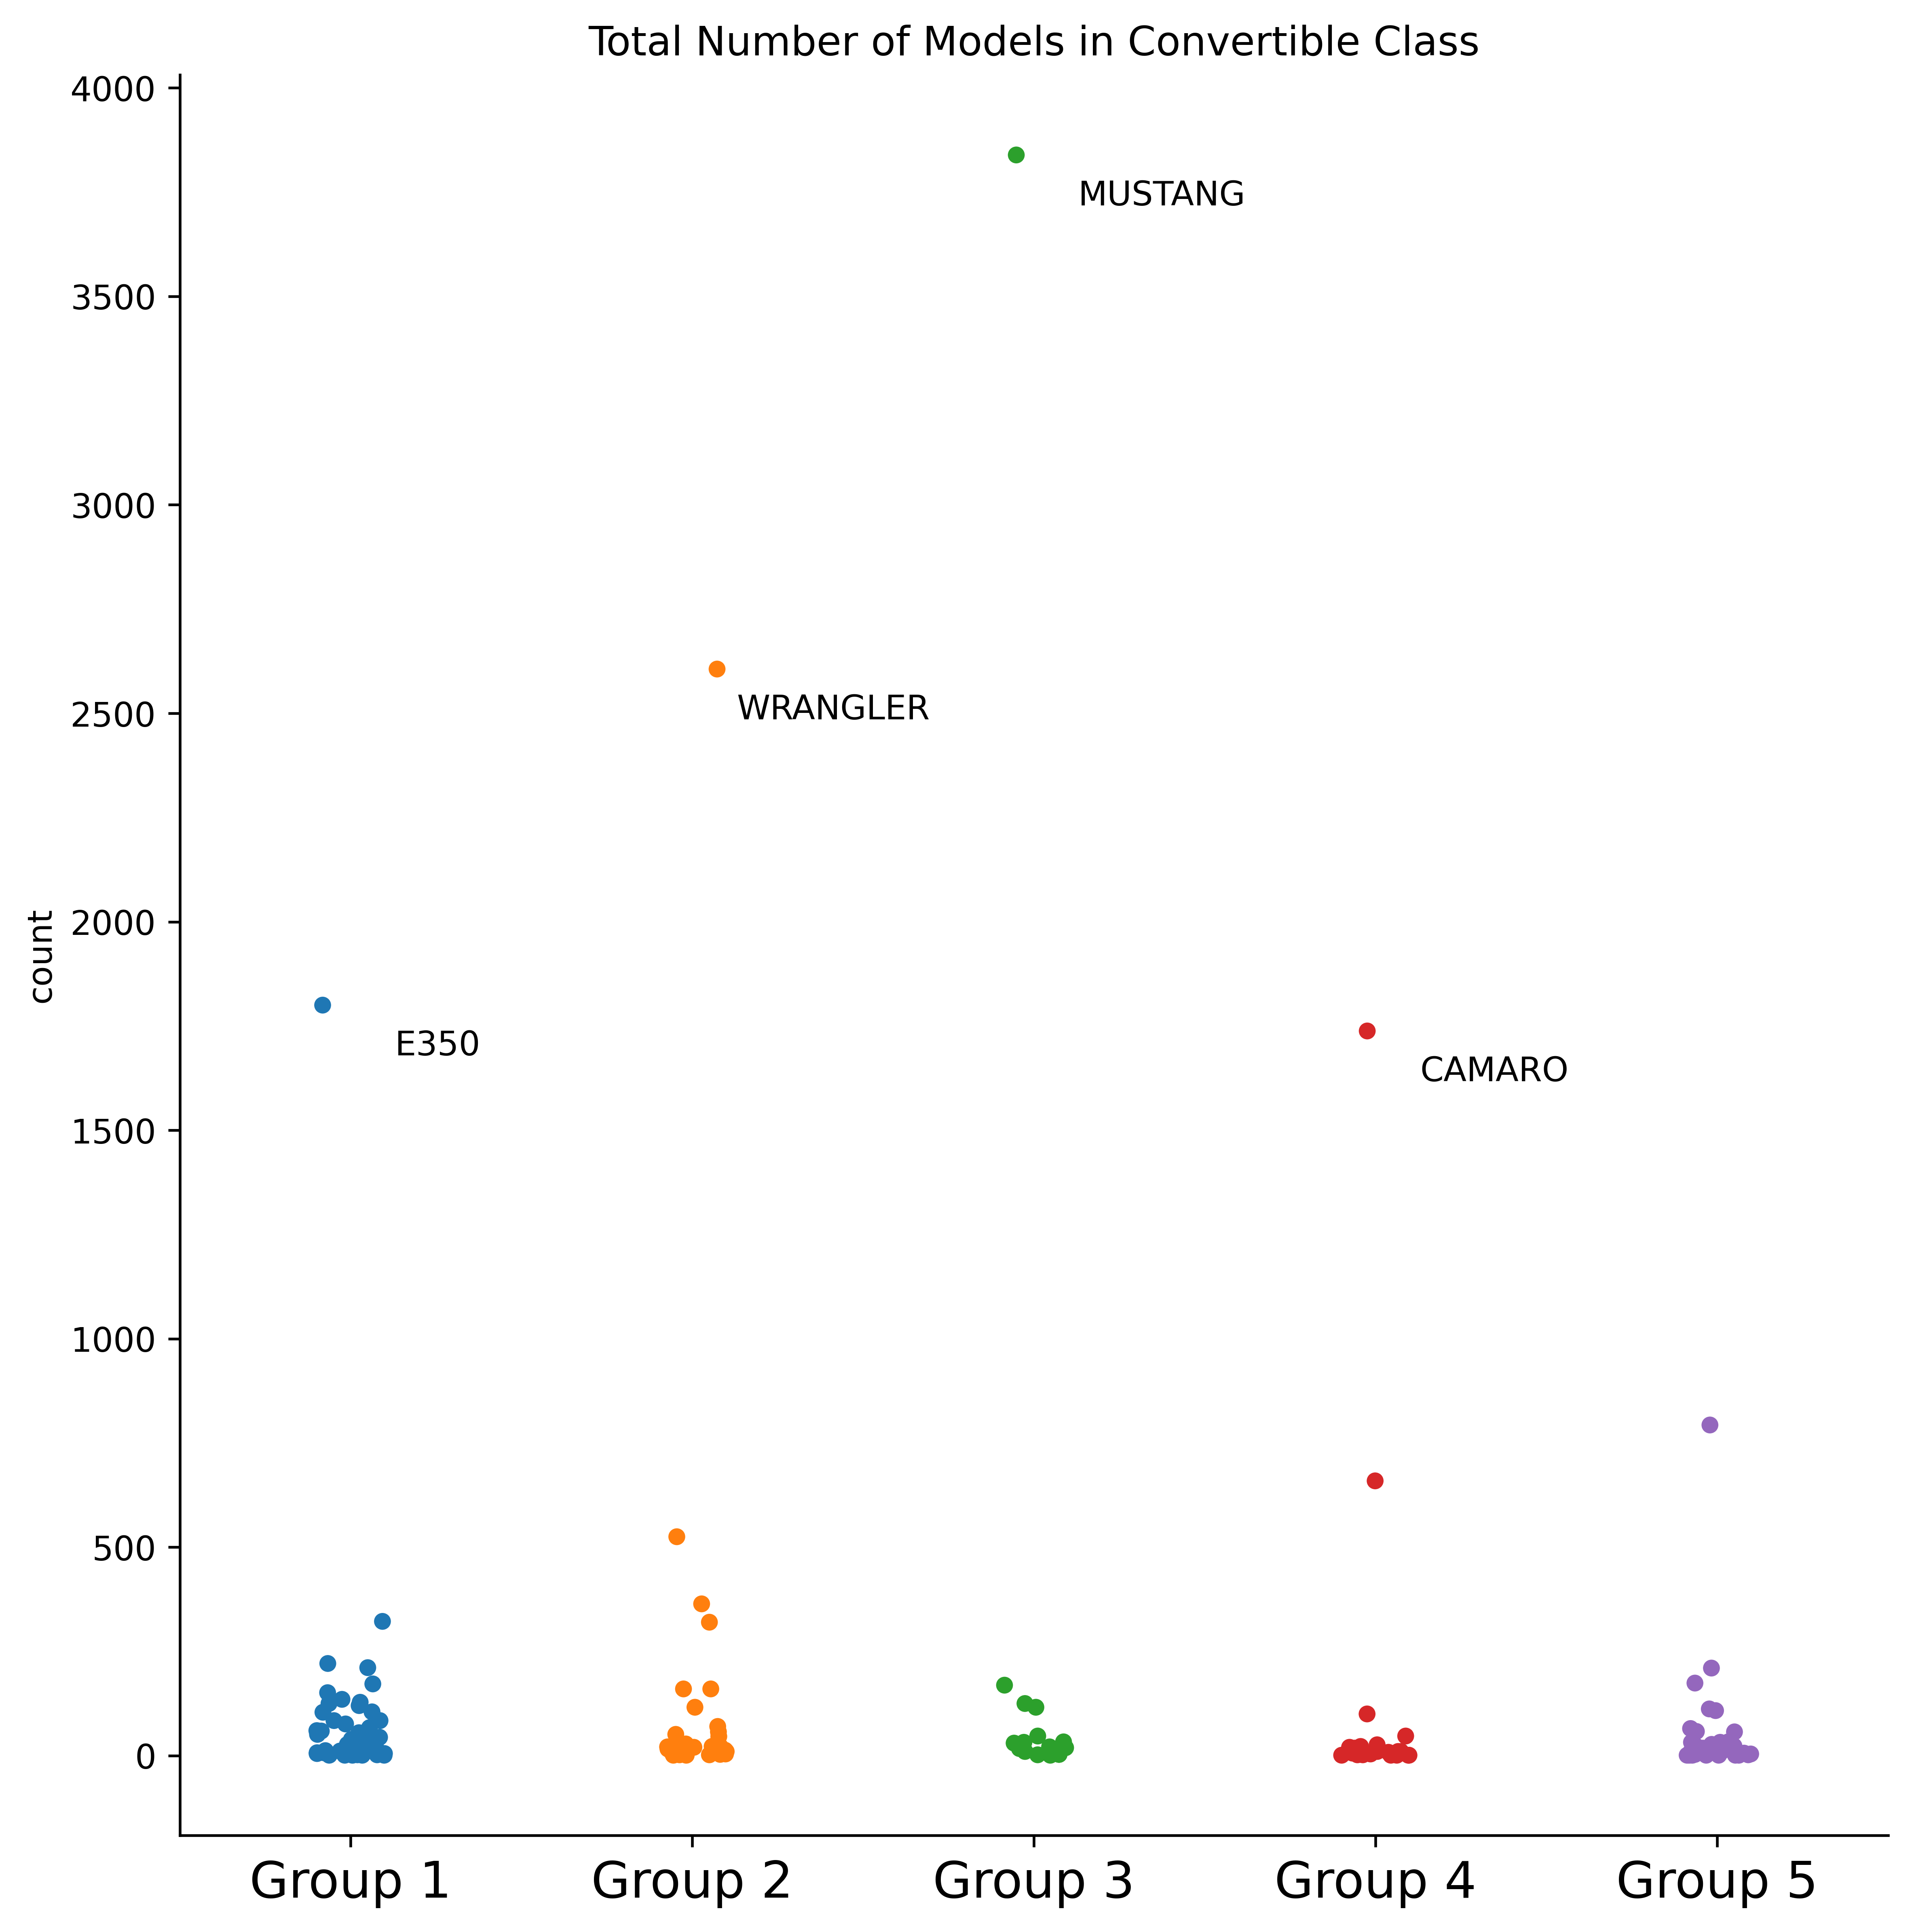 Total Number of Models in Convertible Class
4000
3500
3000
2500
2000
1500
1000
500
0
count
MUSTANG
WRANGLER
E350
CAMARO
Group 1
Group 2
Group 3
Group 4
Group 5